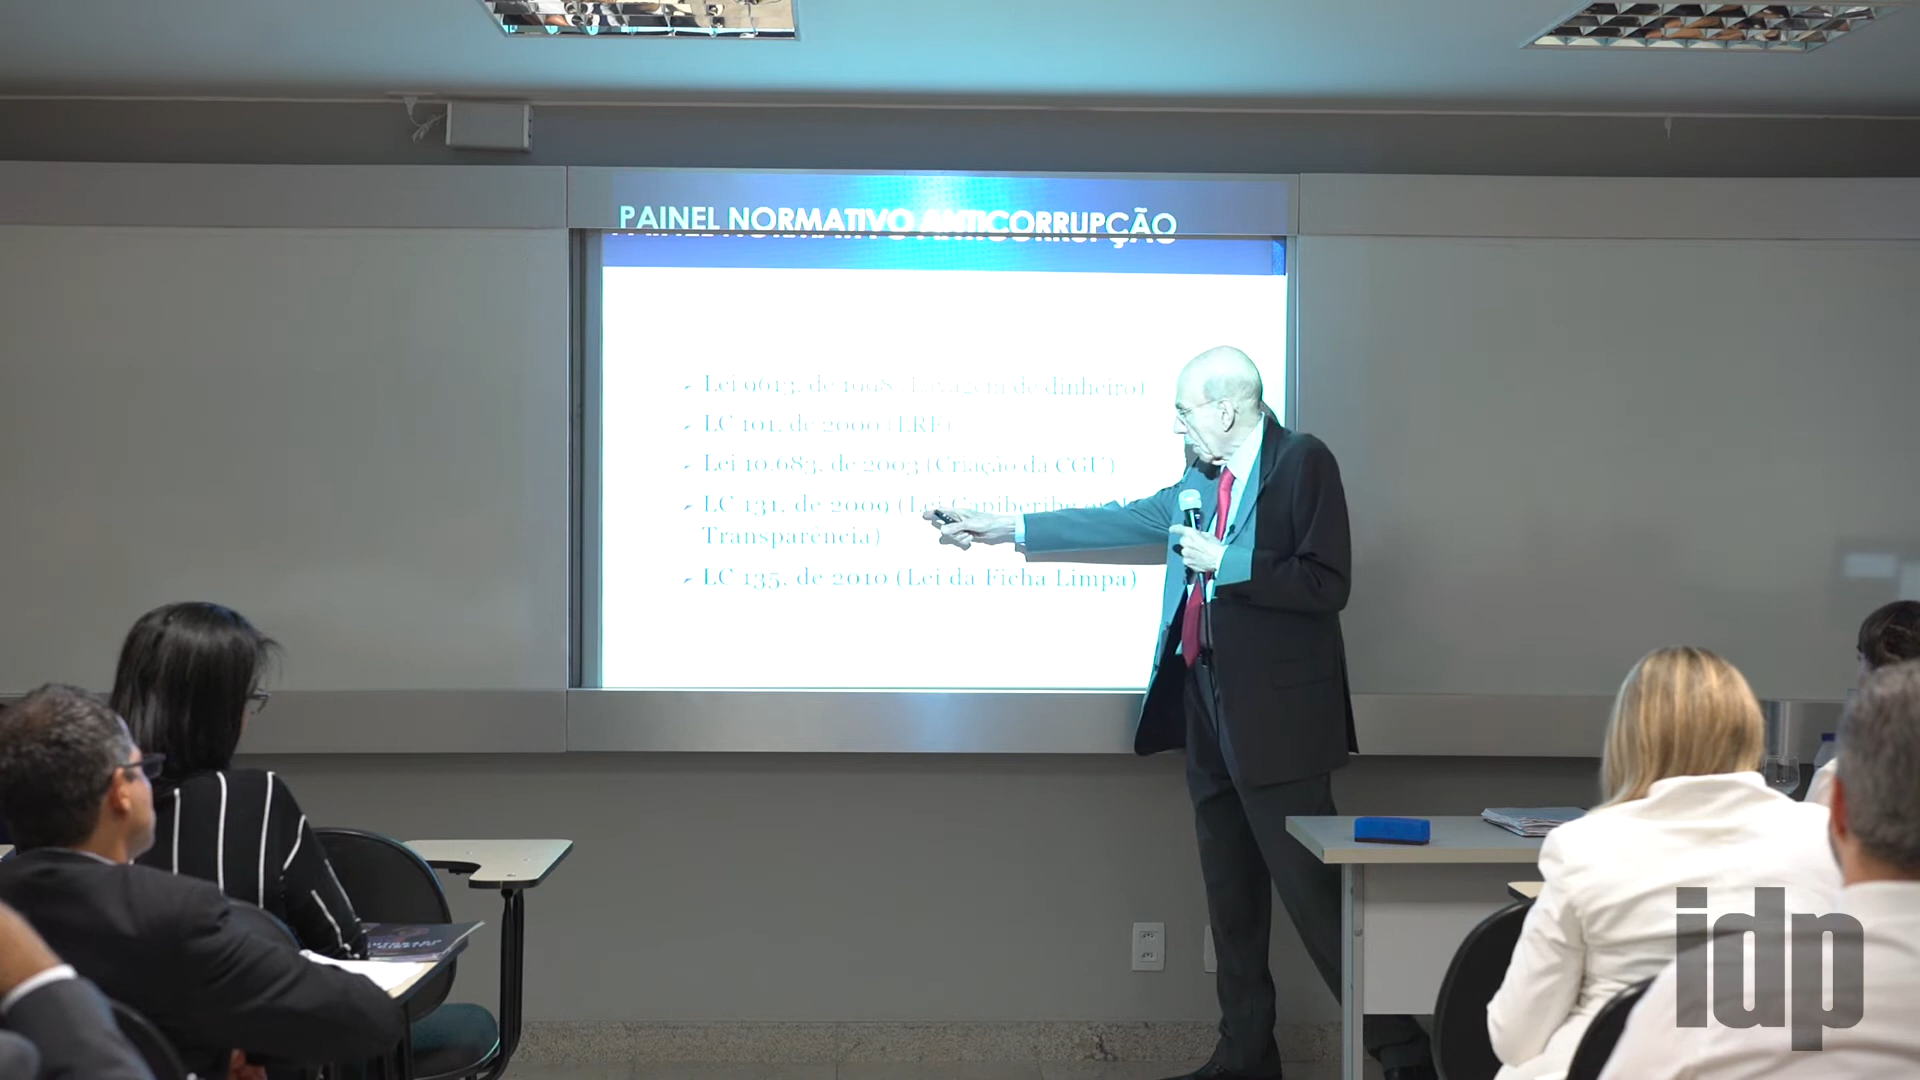 PAINEL NORMATIVO ANTICORRUPÇÃO
Lei 9613, de 1998 (Lavagem de dinheiro)
LC 101, de 2000 (LRF)
Lei 10.683, de 2003 (Criação da CGU)
LC 131, de 2009 (Lei Capiberibe
Transparência)
LC 135, de 2010 (Lei da Ficha Limpa)
idp